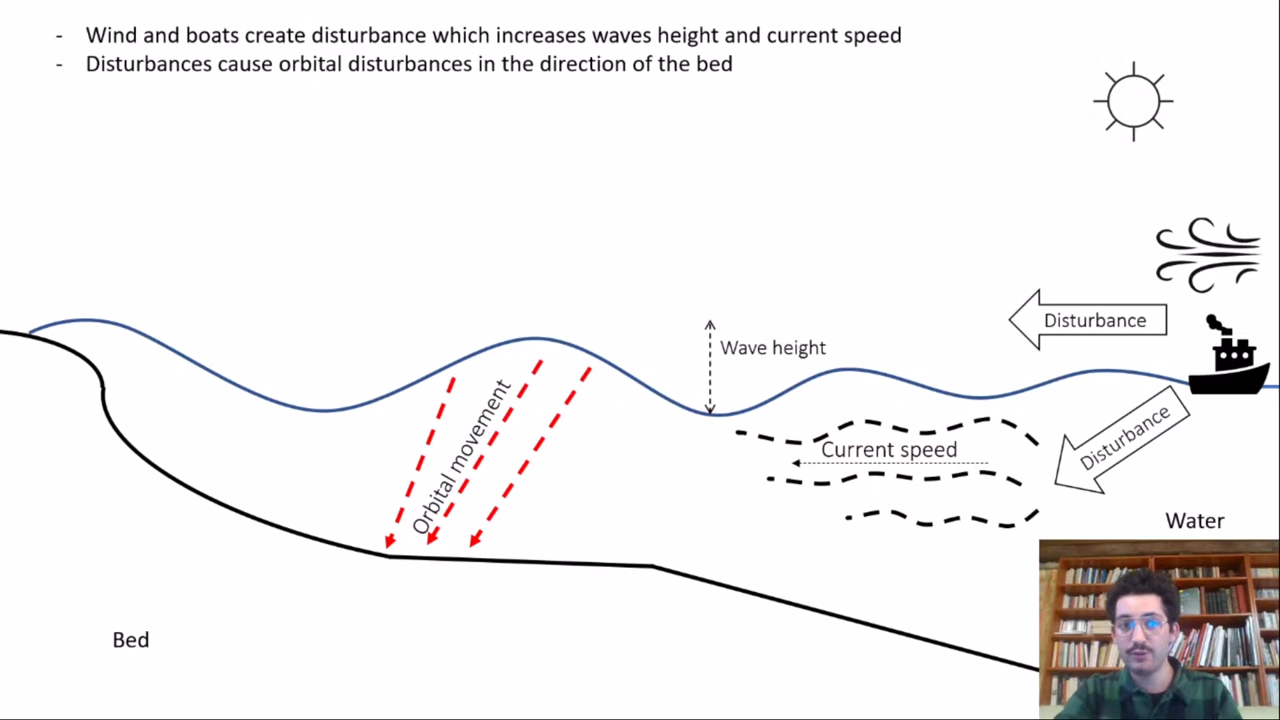 - Wind and boats create disturbance which increases waves height and current speed
- Disturbances cause orbital disturbances in the direction of the bed
Disturbance
Wave height
Orbital movement
Disturbance
Current speed
Water
Bed